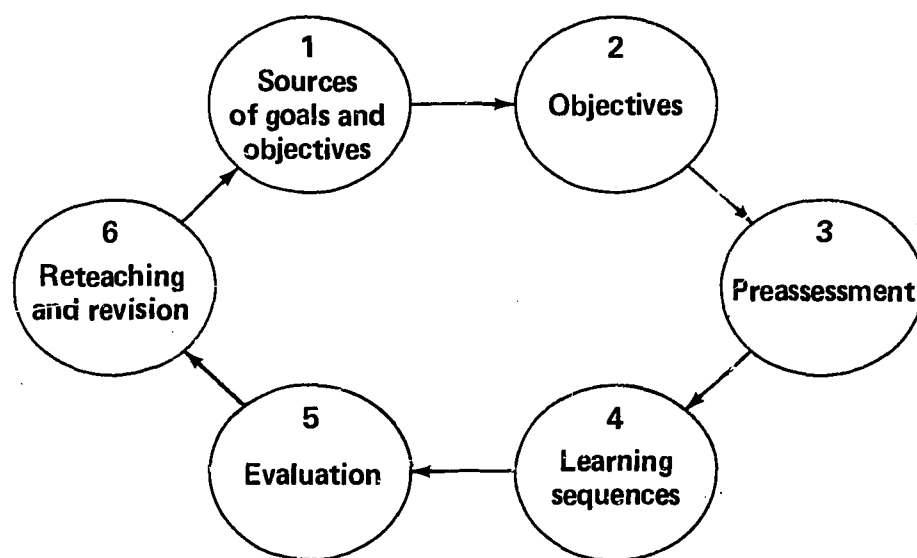 1
Sources
of goals and
objectives
2
Objectives
3
Preassessment
4
Learning
sequences
5
Evaluation
6
Reteaching
and revision